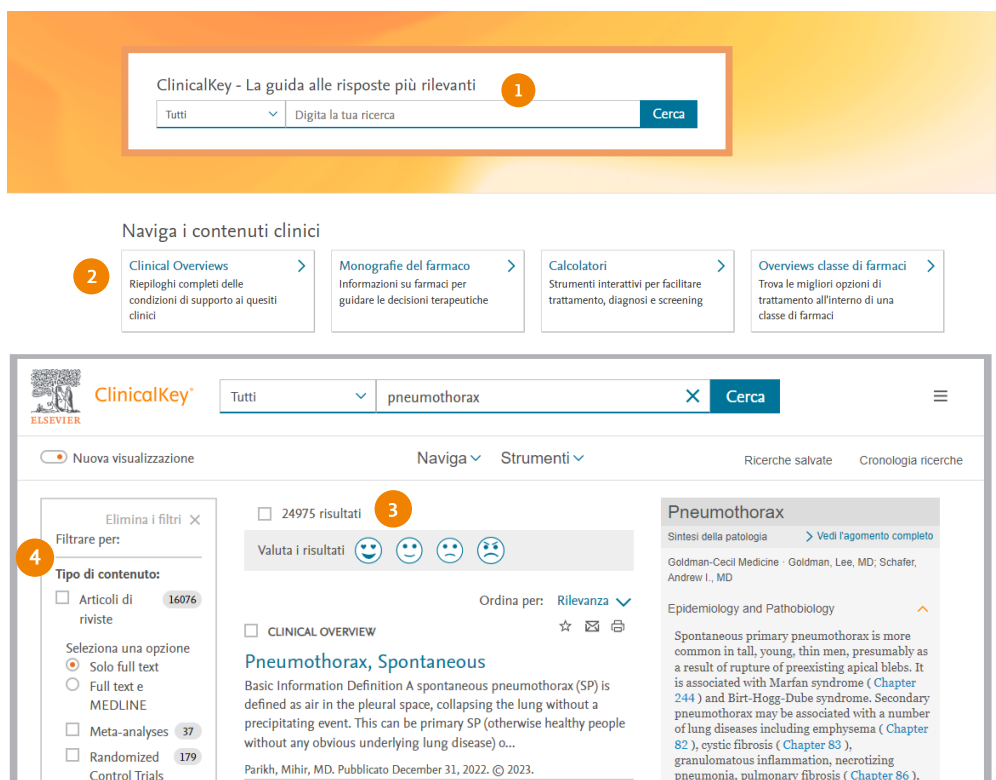 ClinicalKey - La guida alle risposte più rilevanti
1
Tutti
Digita la tua ricerca
Cerca
Naviga i contenuti clinici
2
Clinical Overviews
Riepiloghi completi delle
condizioni di supporto ai quesiti
clinici
Monografie del farmaco
Informazioni su farmaci per
guidare le decisioni terapeutiche
Calcolatori
Strumenti interattivi per facilitare
trattamento, diagnosi e screening
Overviews classe di farmaci
Trova le migliori opzioni di
trattamento all'interno di una
classe di farmaci
ELSEVIER
ClinicalKey®
Tutti
pneumothorax
Cerca
Nuova visualizzazione
Naviga
Strumenti
Ricerche salvate
Cronologia ricerche
4
Elimina i filtri
Filtrare per:
Tipo di contenuto:
Articoli di
riviste
16076
Seleziona una opzione
Solo full text
Full text e
MEDLINE
Meta-analyses 37
Randomized 179
Control Trials
24975 risultati
3
Valuta i risultati
Ordina per: Rilevanza
CLINICAL OVERVIEW
Pneumothorax, Spontaneous
Basic Information Definition A spontaneous pneumothorax (SP) is
defined as air in the pleural space, collapsing the lung without a
precipitating event. This can be primary SP (otherwise healthy people
without any obvious underlying lung disease) o...
Parikh, Mihir, MD. Pubblicato December 31, 2022. © 2023.
Pneumothorax
Sintesi della patologia
Vedi l'agomento completo
Goldman-Cecil Medicine · Goldman, Lee, MD; Schafer,
Andrew I., MD
Epidemiology and Pathobiology
Spontaneous primary pneumothorax is more
common in tall, young, thin men, presumably as
a result of rupture of preexisting apical blebs. It
is associated with Marfan syndrome ( Chapter
244 ) and Birt-Hogg-Dube syndrome. Secondary
pneumothorax may be associated with a number
of lung diseases including emphysema ( Chapter
82 ), cystic fibrosis ( Chapter 83 ),
granulomatous inflammation, necrotizing
pneumonia, pulmonary fibrosis ( Chapter 86 ),